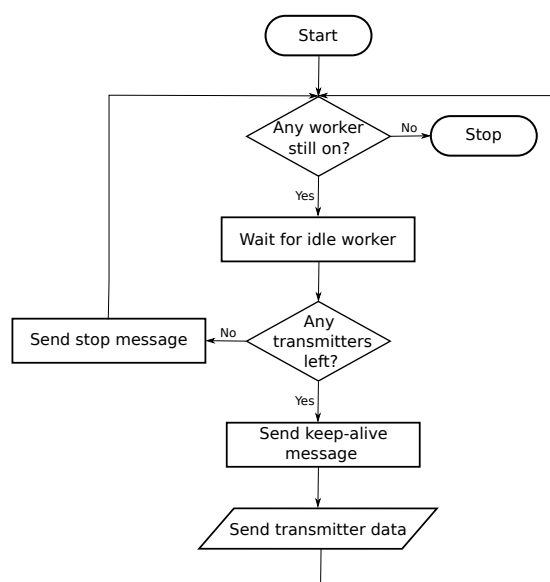 Start
Any worker
still on?
No
Stop
Yes
Wait for idle worker
Any
transmitters
left?
No
Send stop message
Yes
Send keep-alive
message
Send transmitter data